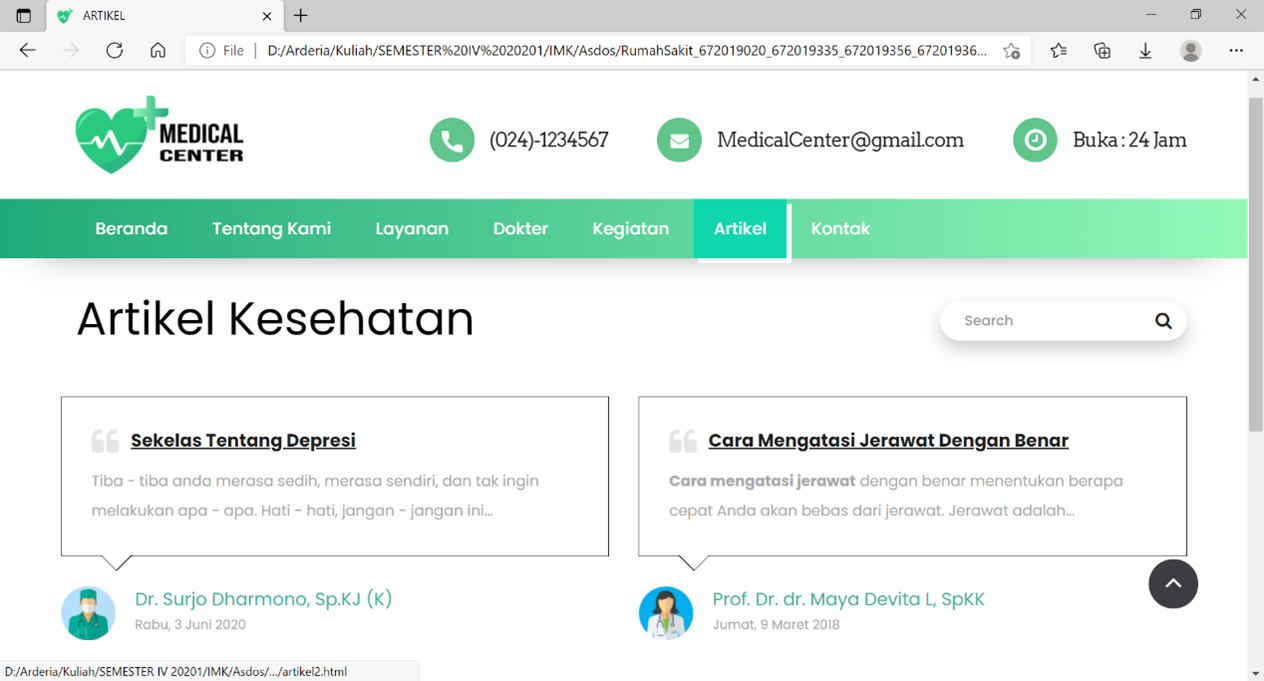 ARTIKEL
File
D:/Arderia/Kuliah/SEMESTER%20IV%2020201/IMK/Asdos/RumahSakit_672019020_672019335_672019356_67201936...
MEDICAL
CENTER
(024)-1234567
MedicalCenter@gmail.com
Buka : 24 Jam
Beranda Tentang Kami Layanan Dokter Kegiatan Artikel Kontak
Artikel Kesehatan
Search
Sekelas Tentang Depresi
Tiba - tiba anda merasa sedih, merasa sendiri, dan tak ingin
melakukan apa - apa. Hati - hati, jangan - jangan ini...
Dr. Surjo Dharmono, Sp.KJ (K)
Rabu, 3 Juni 2020
Cara Mengatasi Jerawat Dengan Benar
Cara mengatasi jerawat dengan benar menentukan berapa
cepat Anda akan bebas dari jerawat. Jerawat adalah...
Prof. Dr. dr. Maya Devita L, SpKK
Jumat, 9 Maret 2018
D:/Arderia/Kuliah/SEMESTER IV 20201/IMK/Asdos/.../artikel2.html